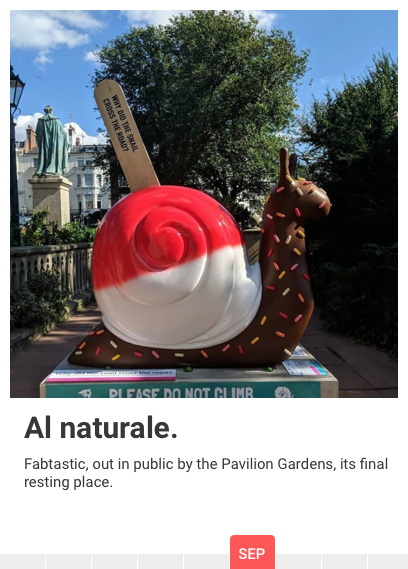 WHY DID THE SNAIL
CROSS THE ROAD?
PLEASE DO NOT CLIMB
Al naturale.
Fabtastic, out in public by the Pavilion Gardens, its final
resting place.
SEP